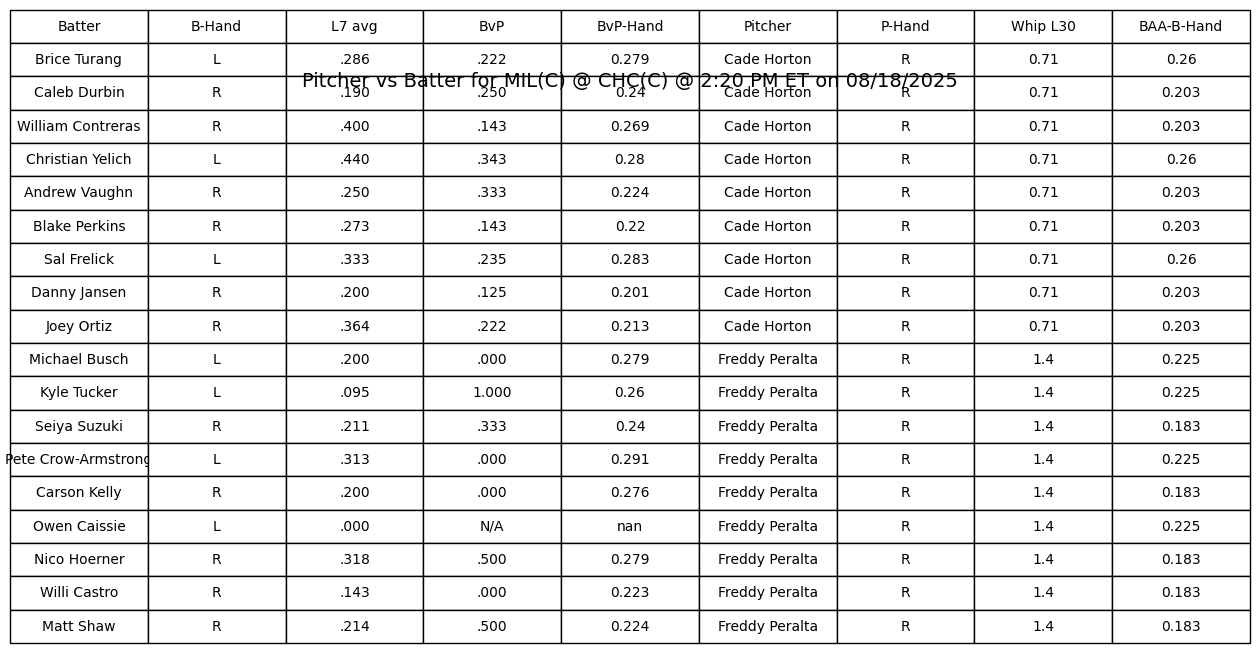 Batter B-Hand L7 avg BvP BvP-Hand Pitcher P-Hand Whip L30 BAA-B-Hand
Brice Turang L .286 .222 0.279 Cade Horton R 0.71 0.26
Pitcher vs Batter for MIL(C) @ CHC(C) @ 2:20 PM ET on 08/18/2025
Caleb Durbin R .190 .250 0.24 Cade Horton R 0.71 0.203
William Contreras R .400 .143 0.269 Cade Horton R 0.71 0.203
Christian Yelich L .440 .343 0.28 Cade Horton R 0.71 0.26
Andrew Vaughn R .250 .333 0.224 Cade Horton R 0.71 0.203
Blake Perkins R .273 .143 0.22 Cade Horton R 0.71 0.203
Sal Frelick L .333 .235 0.283 Cade Horton R 0.71 0.26
Danny Jansen R .200 .125 0.201 Cade Horton R 0.71 0.203
Joey Ortiz R .364 .222 0.213 Cade Horton R 0.71 0.203
Michael Busch L .200 .000 0.279 Freddy Peralta R 1.4 0.225
Kyle Tucker L .095 1.000 0.26 Freddy Peralta R 1.4 0.225
Seiya Suzuki R .211 .333 0.24 Freddy Peralta R 1.4 0.183
Pete Crow-Armstrong L .313 .000 0.291 Freddy Peralta R 1.4 0.225
Carson Kelly R .200 .000 0.276 Freddy Peralta R 1.4 0.183
Owen Caissie L .000 N/A nan Freddy Peralta R 1.4 0.225
Nico Hoerner R .318 .500 0.279 Freddy Peralta R 1.4 0.183
Willi Castro R .143 .000 0.223 Freddy Peralta R 1.4 0.183
Matt Shaw R .214 .500 0.224 Freddy Peralta R 1.4 0.183